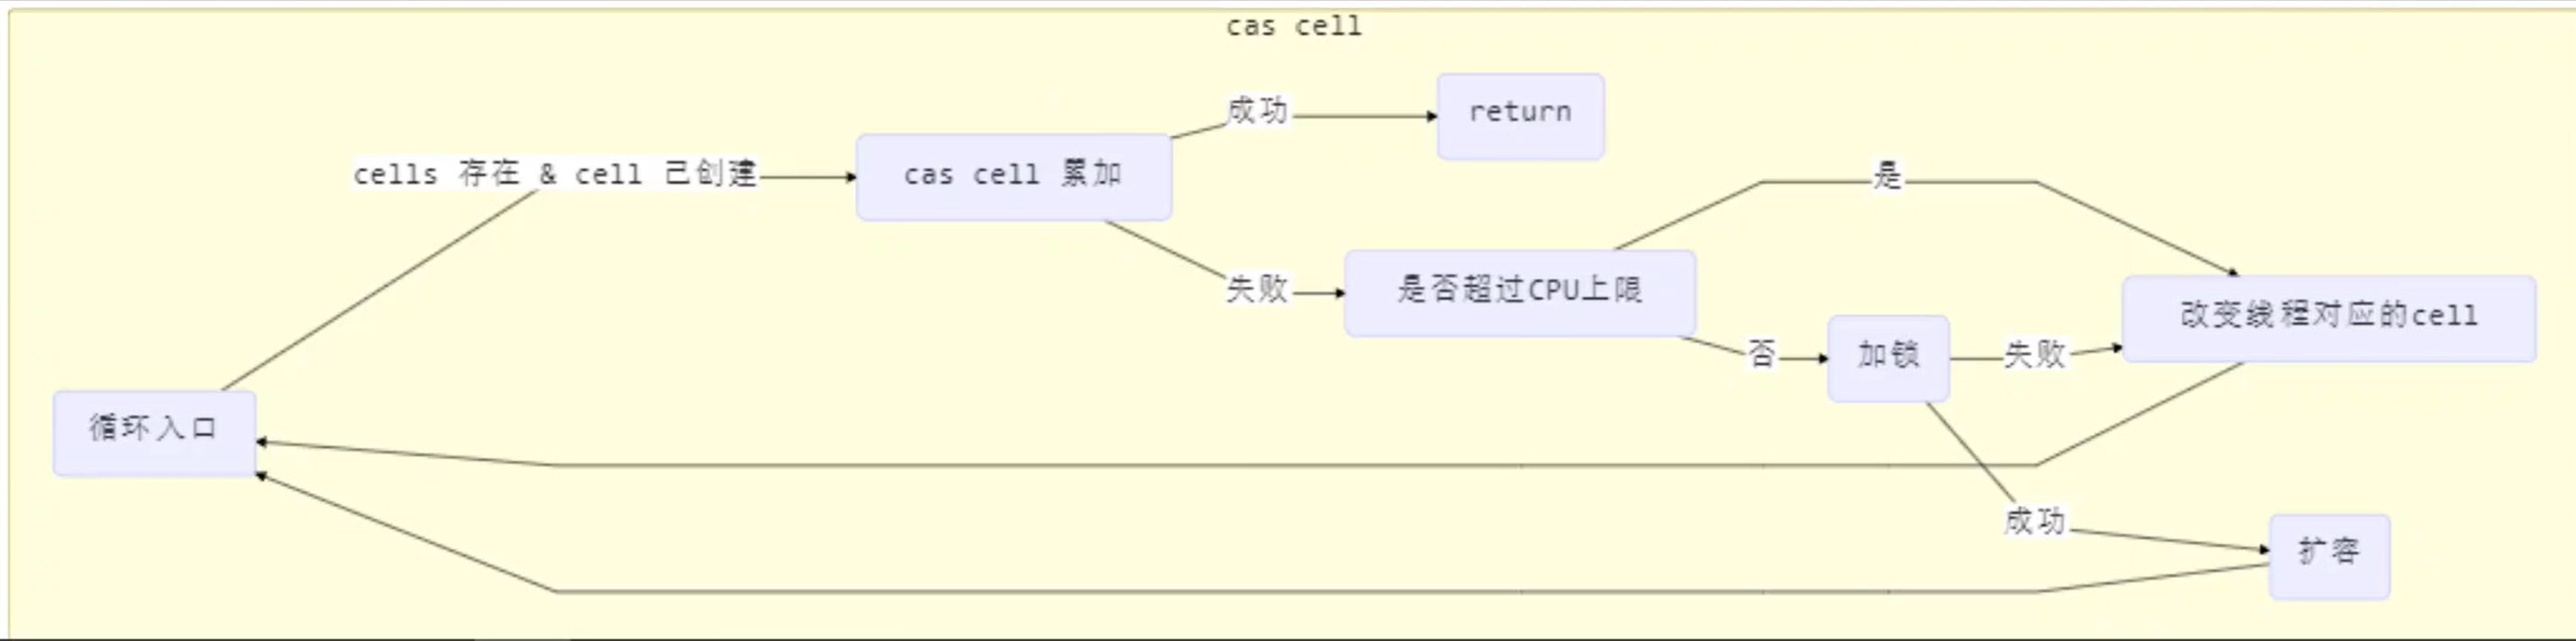 cas cell
成功
return
cells 存在 & cell 已创建
cas cell 累加
是
失败
是否超过CPU上限
改变线程对应的cell
否
加锁
失败
循环入口
成功
扩容